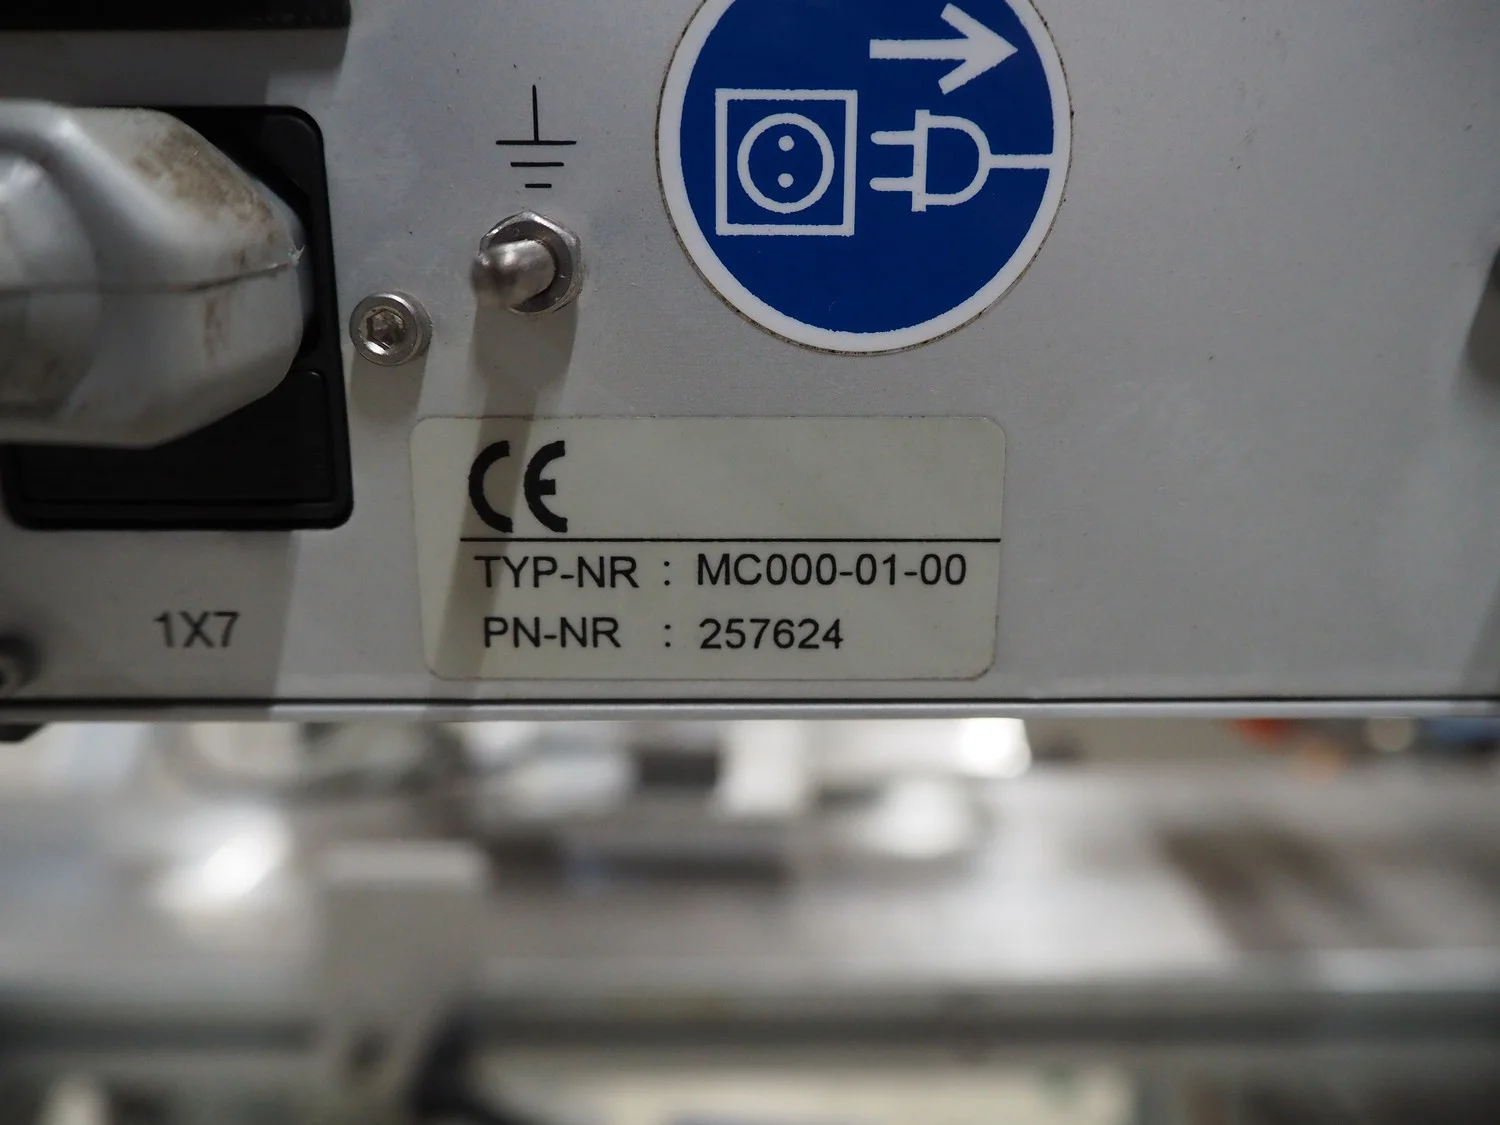 CE
TYP-NR : MC000-01-00
PN-NR : 257624
1X7